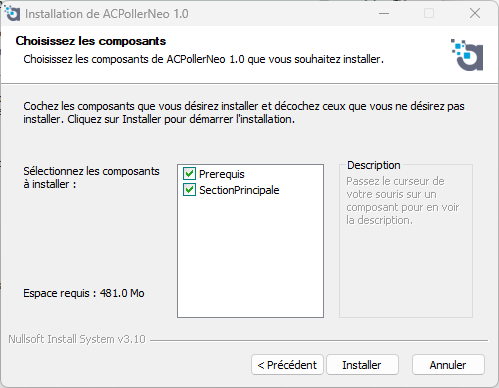 Installation de ACPollerNeo 1.0
Choisissez les composants
Choisissez les composants de ACPollerNeo 1.0 que vous souhaitez installer.
Cochez les composants que vous désirez installer et décochez ceux que vous ne désirez pas
installer. Cliquez sur Installer pour démarrer l'installation.
Sélectionnez les composants
à installer :
Prerequis
SectionPrincipale
Description
Passez le curseur de
votre souris sur un
composant pour en voir
la description.
Espace requis : 481.0 Mo
Nullsoft Install System v3.10
< Précédent
Installer
Annuler